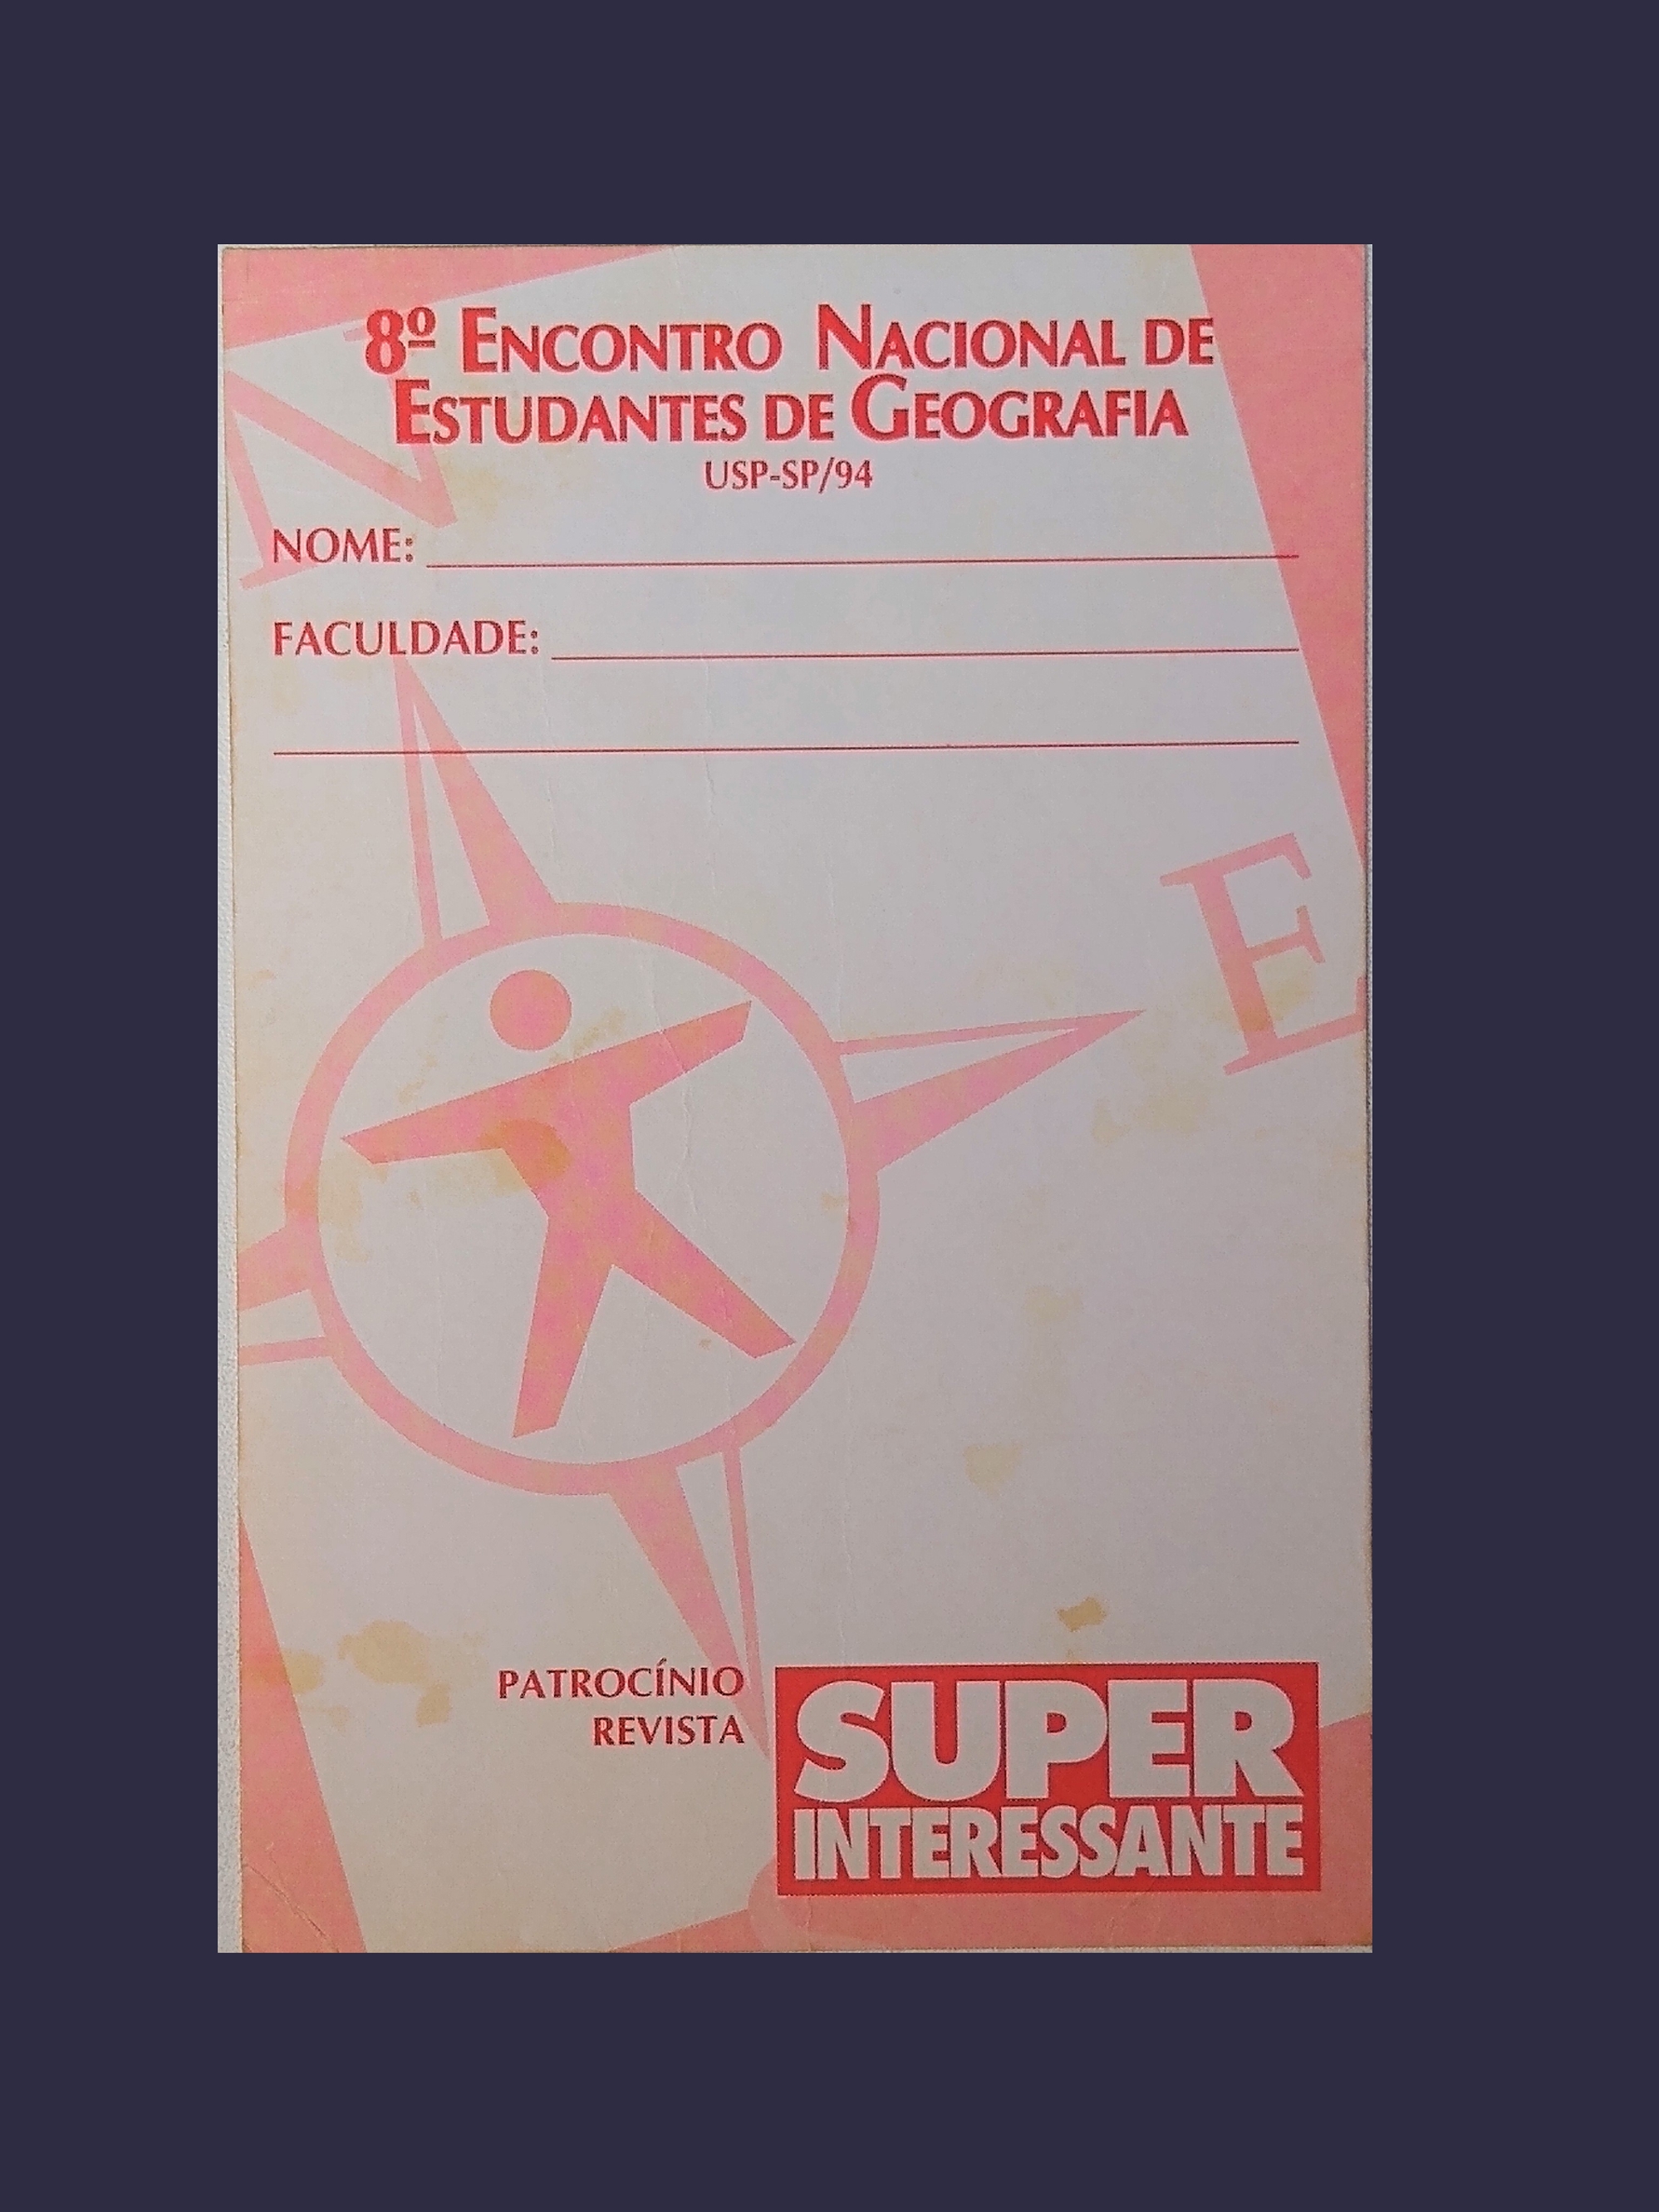 8º ENCONTRO NACIONAL DE
ESTUDANTES DE GEOGRAFIA
USP-SP/94
N
NOME:
FACULDADE:
E
PATROCÍNIO
REVISTA
SUPER
INTERESSANTE